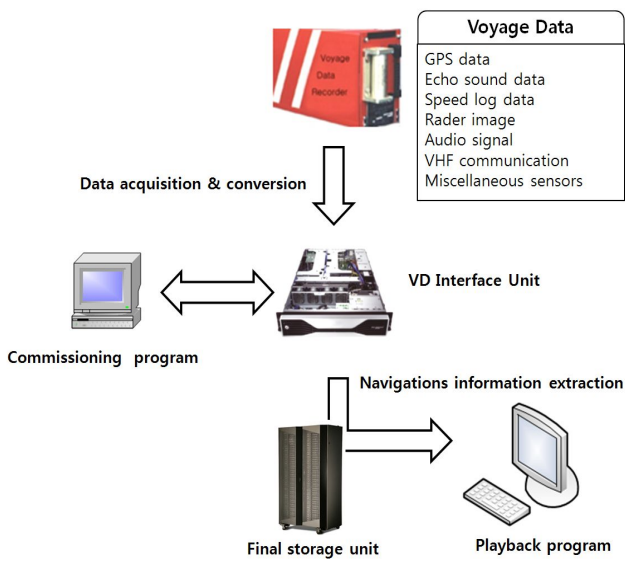 Voyage
Data
Recorder
Voyage Data
GPS data
Echo sound data
Speed log data
Rader image
Audio signal
VHF communication
Miscellaneous sensors
Data acquisition & conversion
VD Interface Unit
Commissioning program
Navigations information extraction
Final storage unit
Playback program